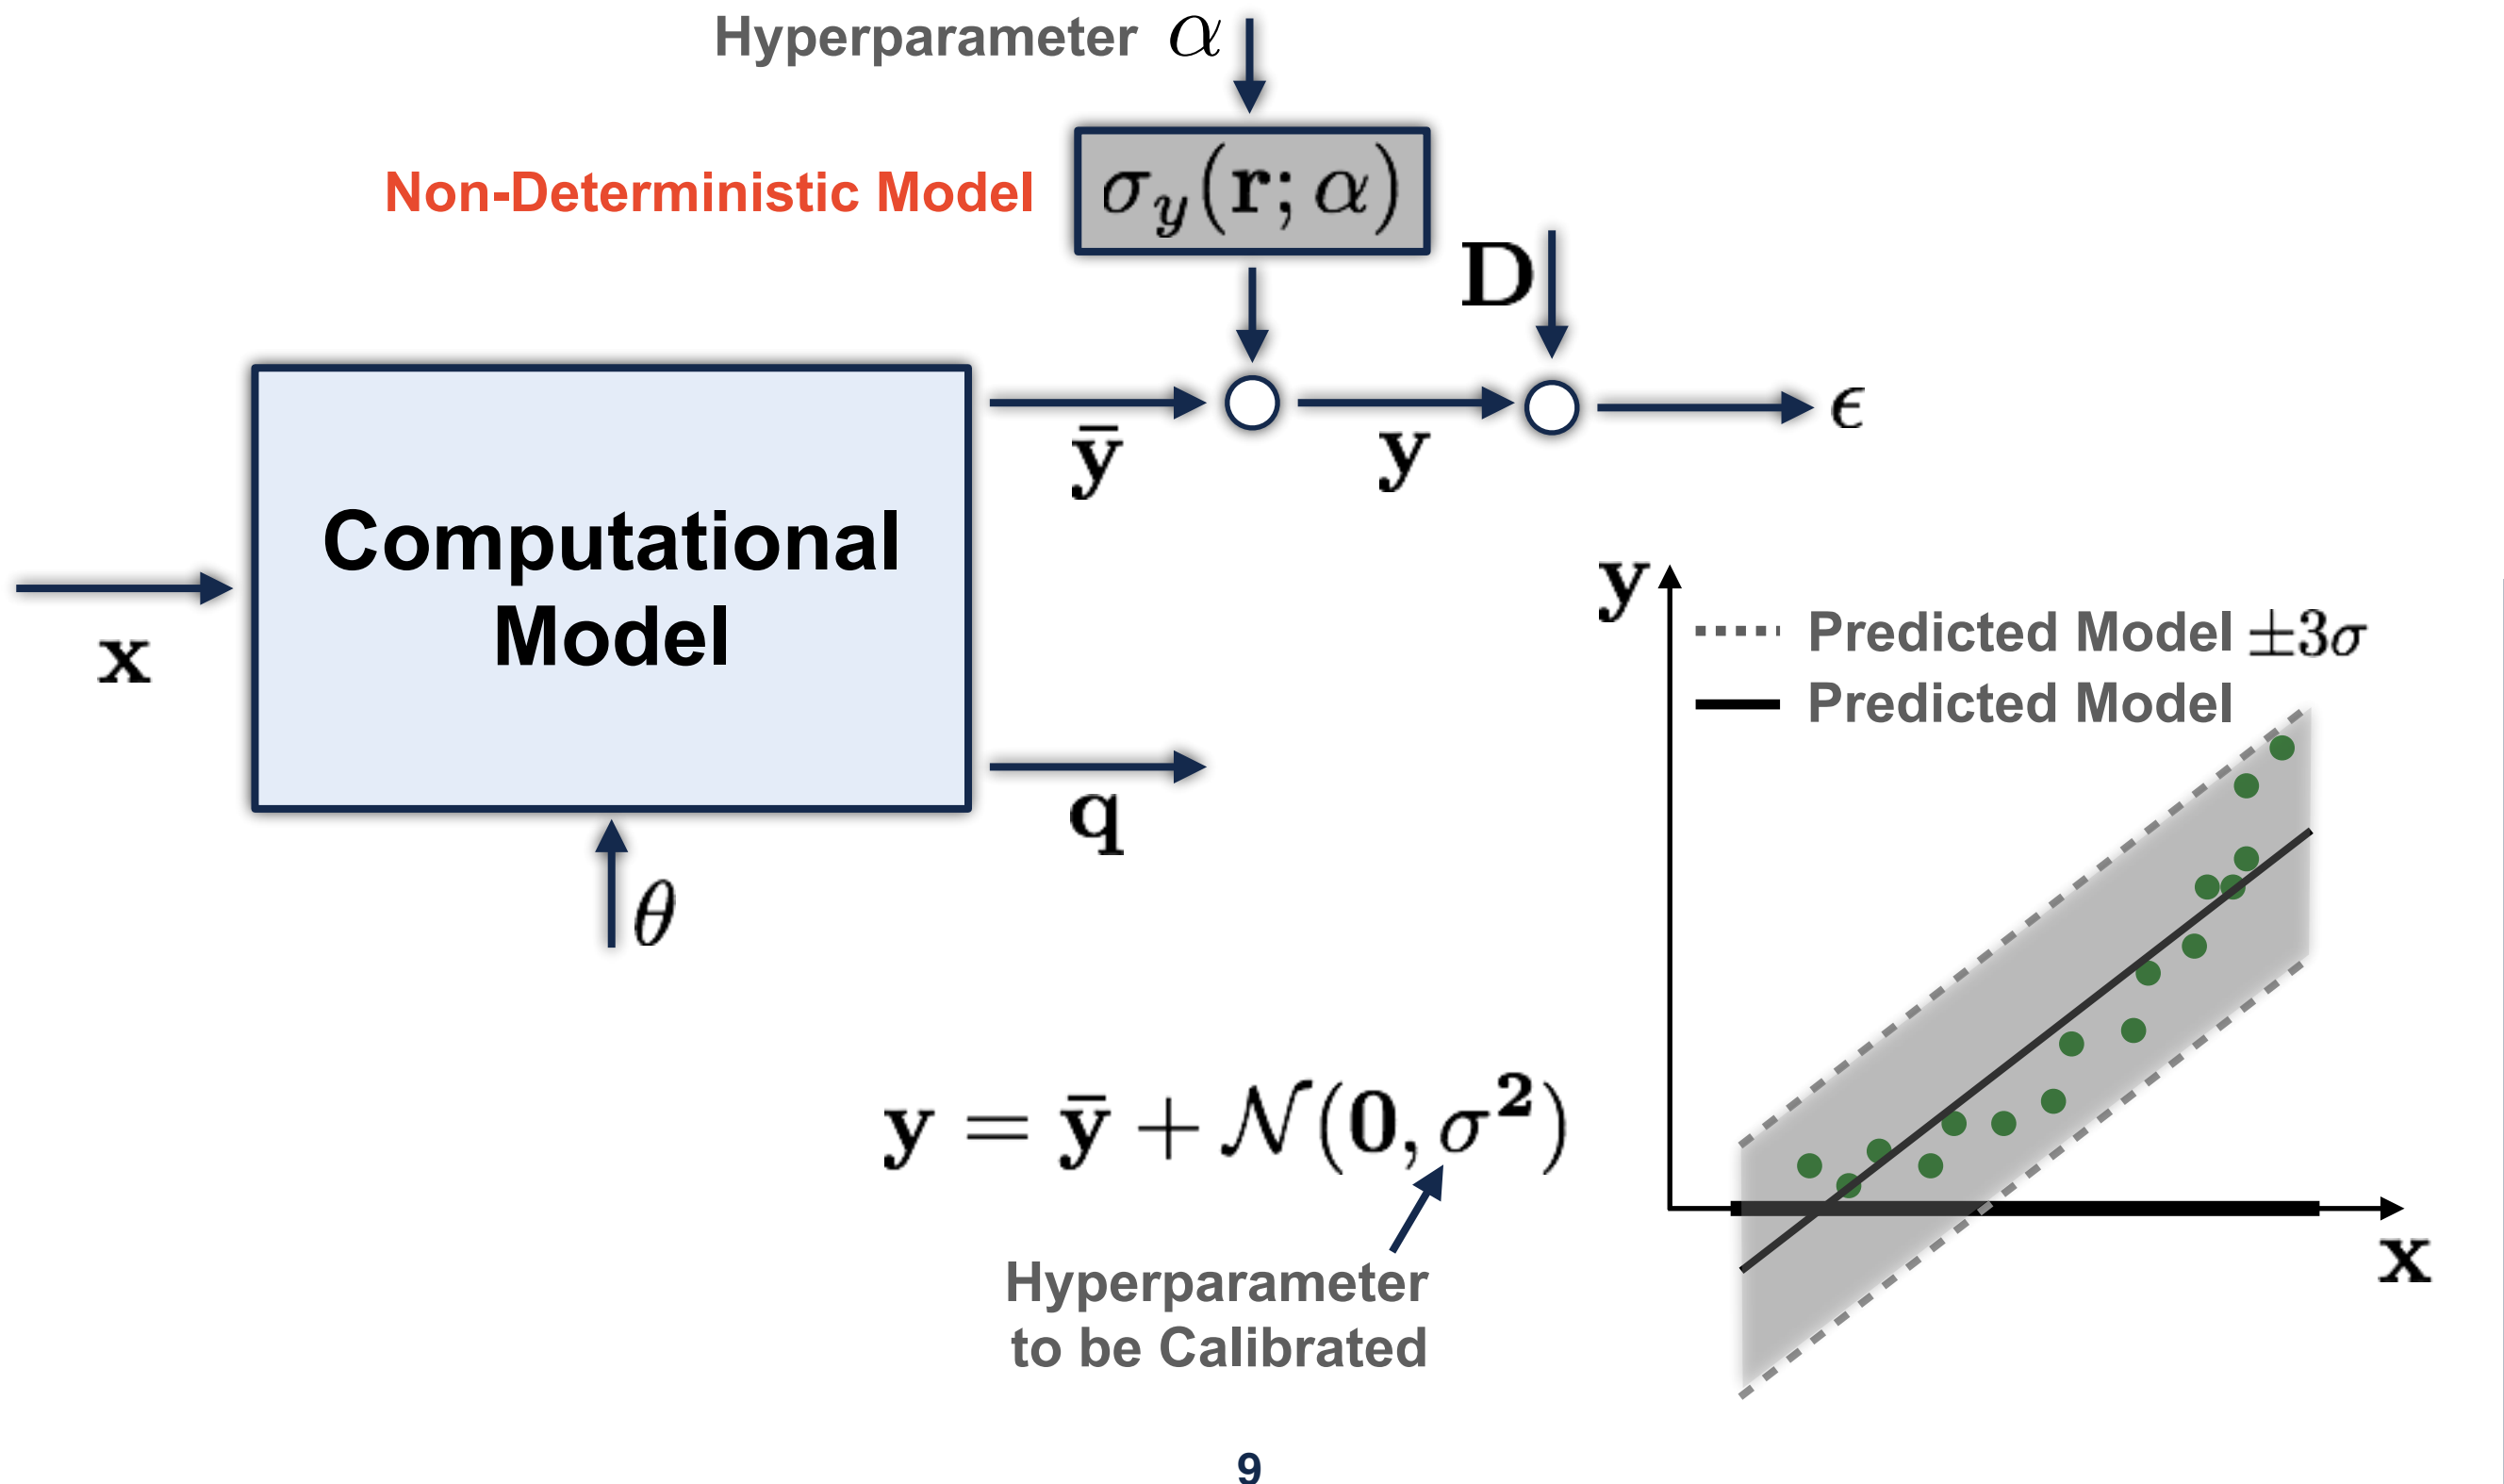 Hyperparameter α
Non-Deterministic Model
σ_y(r; α)
D
ȳ
y
ϵ
Computational
Model
x
q
θ
y
Predicted Model ±3σ
Predicted Model
x
y = ȳ + 𝒩(0, σ²)
Hyperparameter
to be Calibrated
9